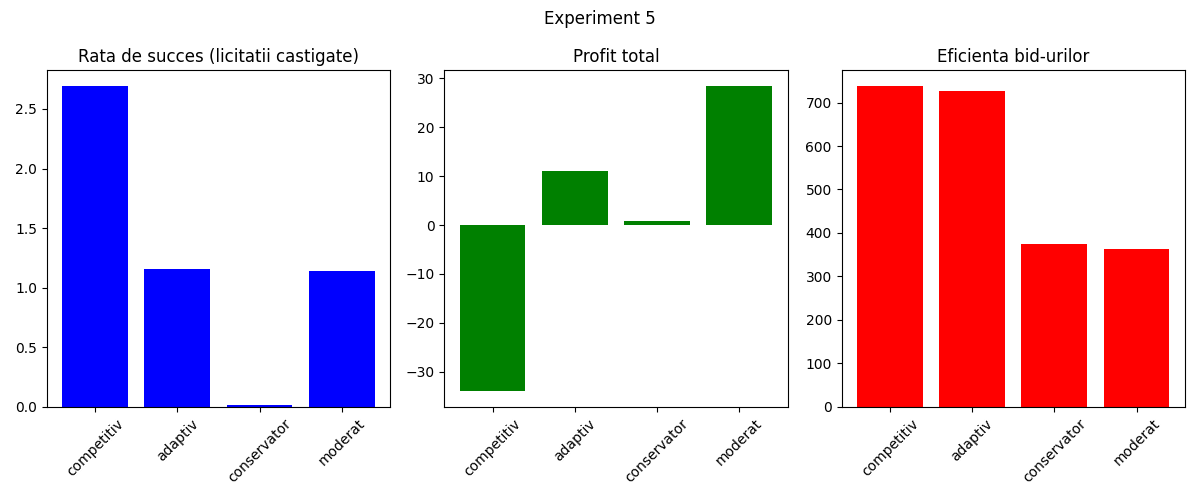 Experiment 5
Rata de succes (licitatii castigate)
2.5
2.0
1.5
1.0
0.5
0.0
competitiv
adaptiv
conservator
moderat
Profit total
30
20
10
0
−10
−20
−30
competitiv
adaptiv
conservator
moderat
Eficienta bid-urilor
700
600
500
400
300
200
100
0
competitiv
adaptiv
conservator
moderat